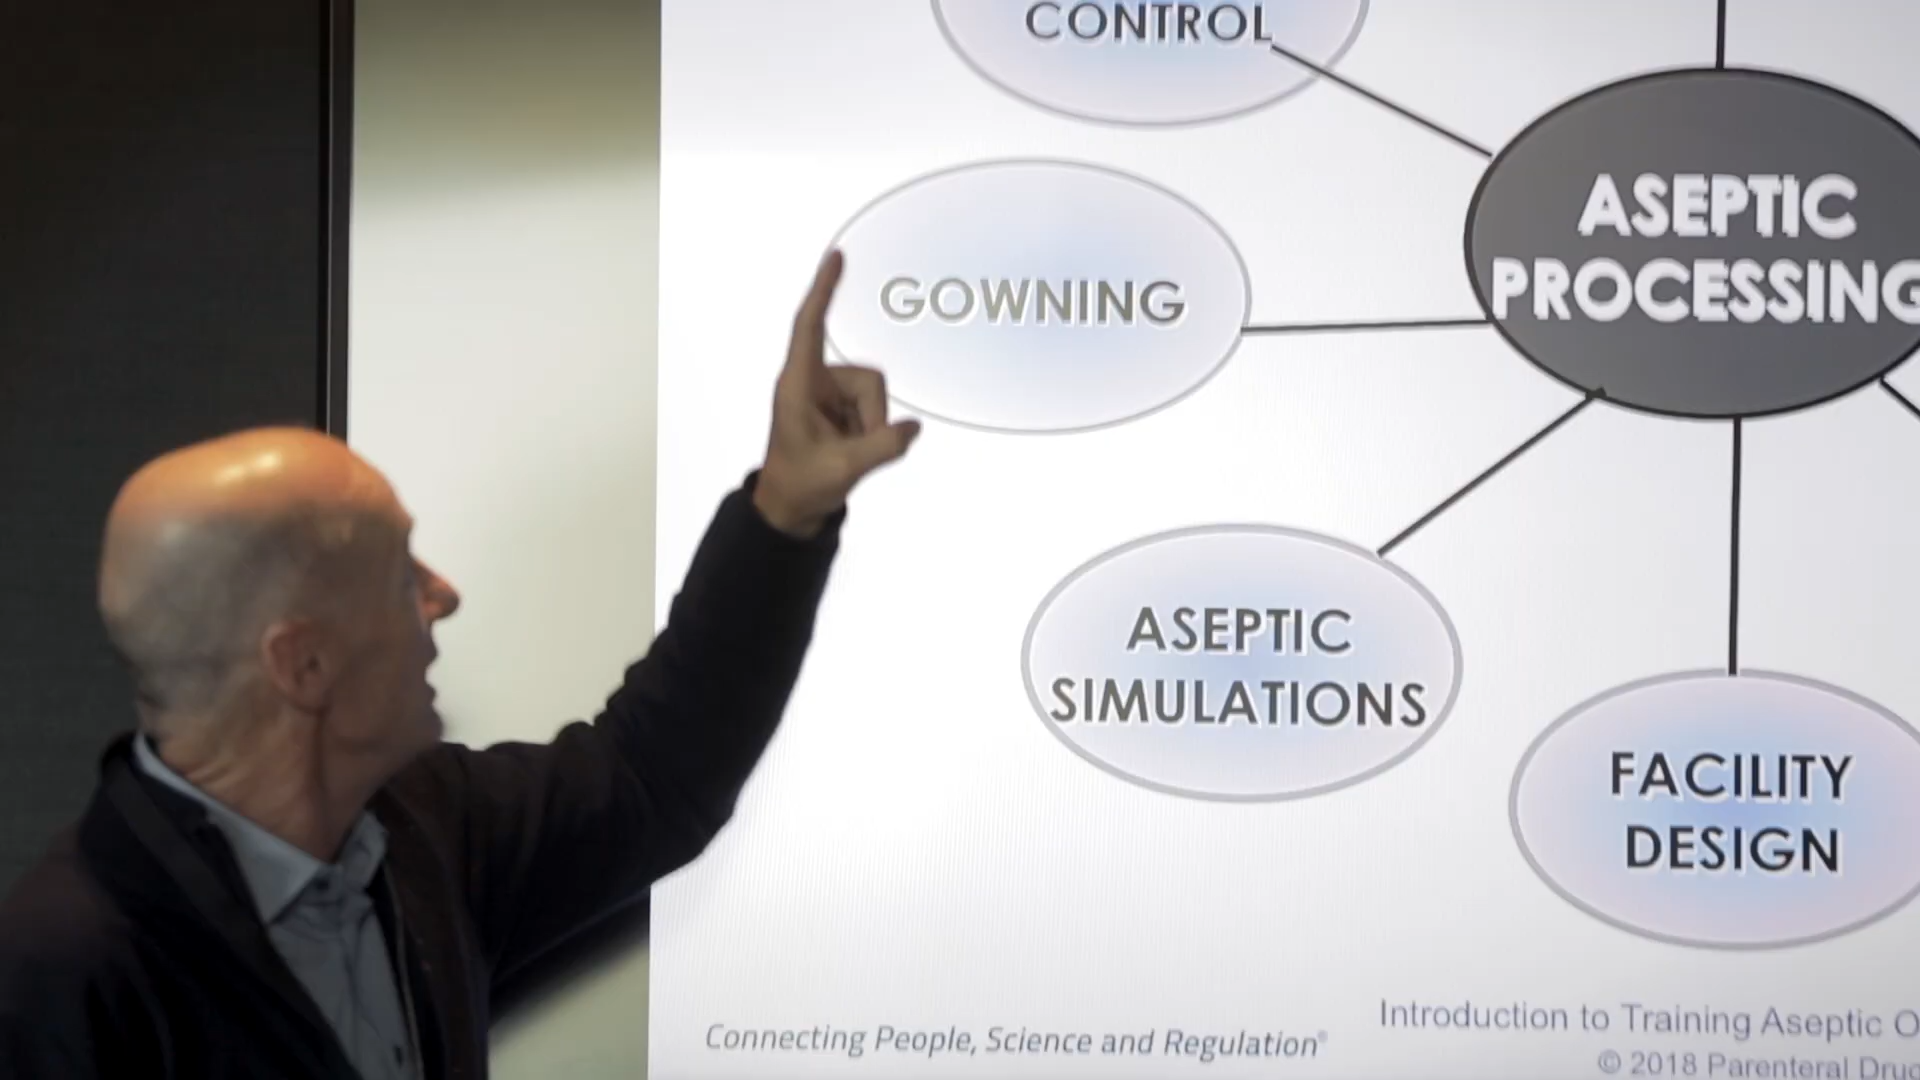 CONTROL
ASEPTIC
PROCESSING
GOWNING
ASEPTIC
SIMULATIONS
FACILITY
DESIGN
Connecting People, Science and Regulation®
Introduction to Training Aseptic O
© 2018 Parenteral Drug